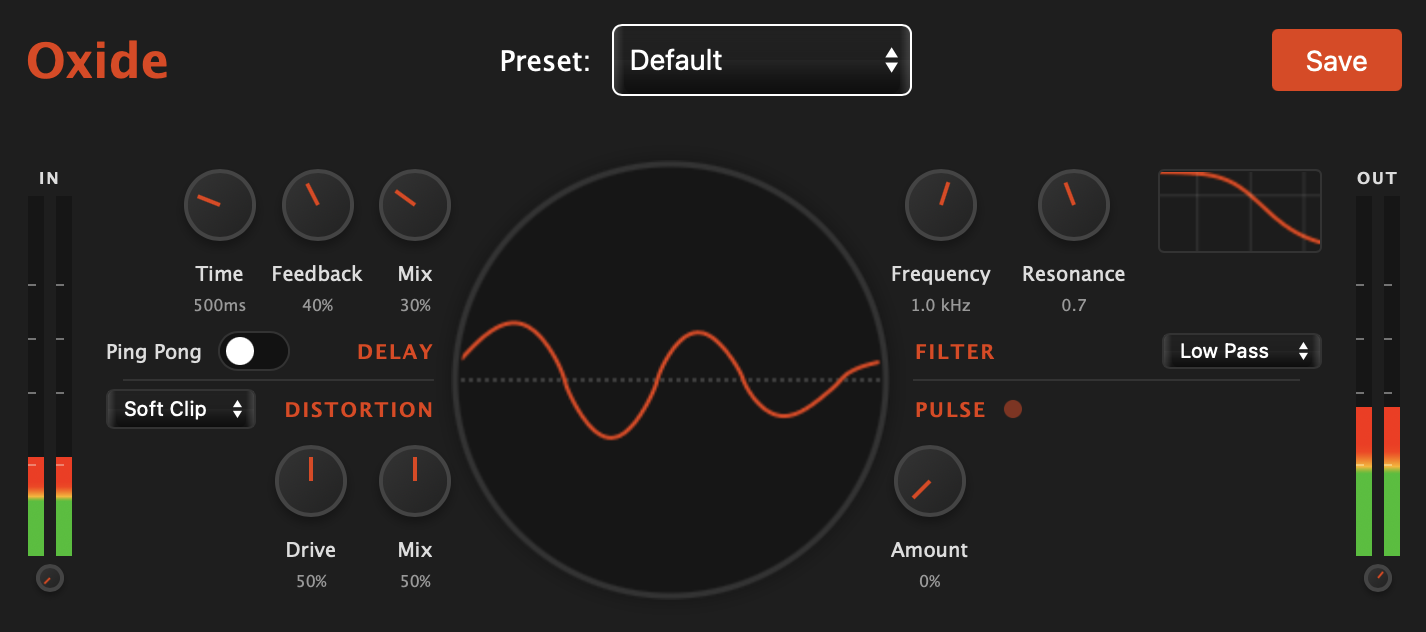 Oxide
Preset: Default
Save
IN
OUT
Time Feedback Mix
500ms 40% 30%
Ping Pong DELAY
Soft Clip DISTORTION
Drive Mix
50% 50%
Frequency Resonance
1.0 kHz 0.7
FILTER Low Pass
PULSE
Amount
0%